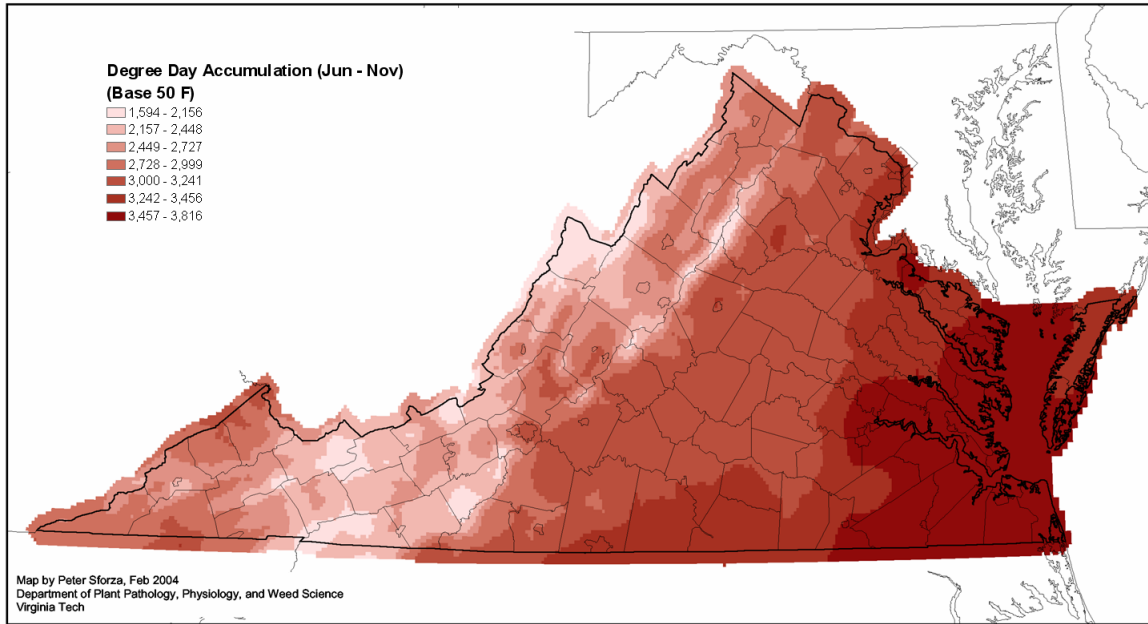 Degree Day Accumulation (Jun - Nov)
(Base 50 F)
1,594 - 2,156
2,157 - 2,448
2,449 - 2,727
2,728 - 2,999
3,000 - 3,241
3,242 - 3,456
3,457 - 3,816
Map by Peter Sforza, Feb 2004
Department of Plant Pathology, Physiology, and Weed Science
Virginia Tech